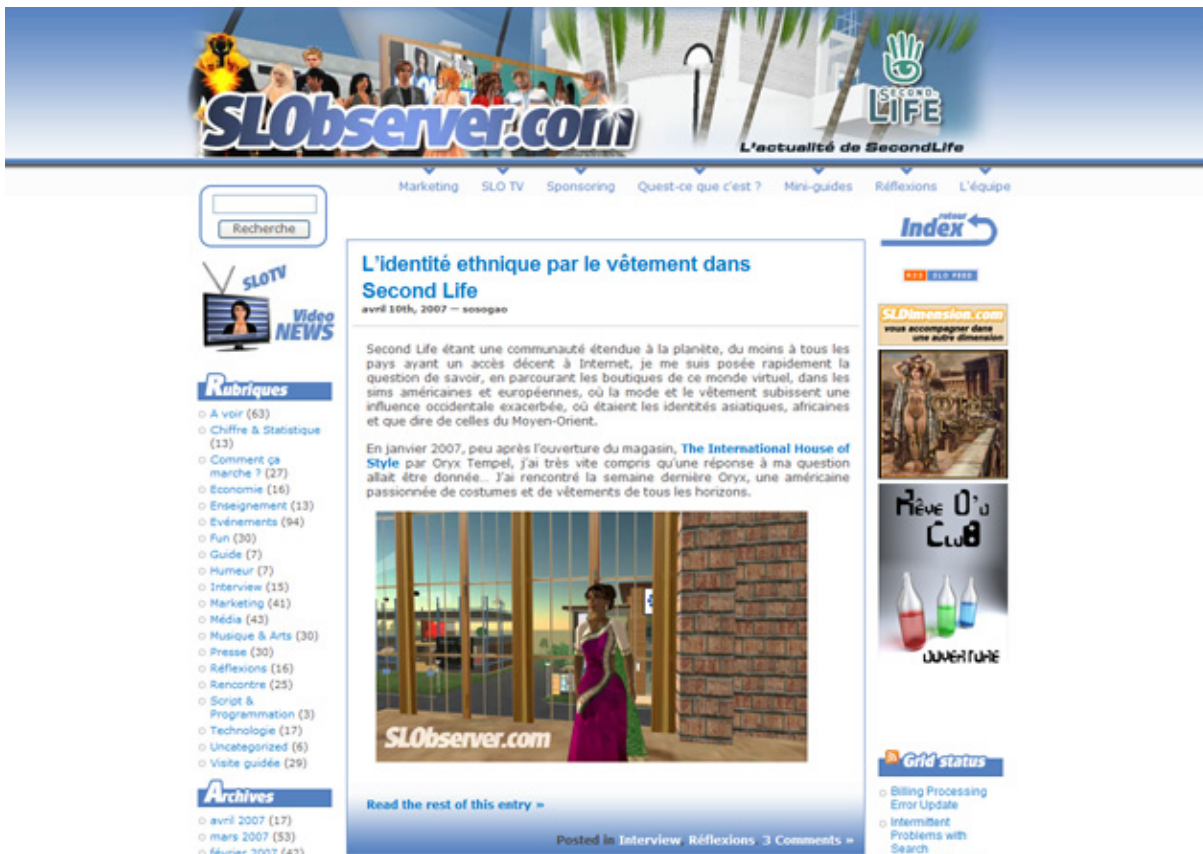 SLObserver.com
SECOND LIFE
L'actualité de SecondLife
Marketing SLO TV Sponsoring Quest-ce que c'est ? Mini-guides Réflexions L'équipe
Recherche
SLOTV
Video
NEWS
Rubriques
A voir (63)
Chiffre & Statistique
(13)
Comment ça
marche ? (27)
Economie (16)
Enseignement (13)
Evénements (94)
Fun (30)
Guide (7)
Humeur (7)
Interview (15)
Marketing (41)
Média (43)
Musique & Arts (30)
Presse (30)
Réflexions (16)
Rencontre (25)
Script &
Programmation (3)
Technologie (17)
Uncategorized (6)
Visite guidée (29)
Archives
avril 2007 (17)
mars 2007 (53)
février 2007 (42)
L'identité ethnique par le vêtement dans
Second Life
avril 10th, 2007 — sosogao
Second Life étant une communauté étendue à la planète, du moins à tous les
pays ayant un accès décent à Internet, je me suis posée rapidement la
question de savoir, en parcourant les boutiques de ce monde virtuel, dans les
sims américaines et européennes, où la mode et le vêtement subissent une
influence occidentale exacerbée, où étaient les identités asiatiques, africaines
et que dire de celles du Moyen-Orient.
En janvier 2007, peu après l'ouverture du magasin, The International House of
Style par Oryx Tempel, j'ai très vite compris qu'une réponse à ma question
allait être donnée... J'ai rencontré la semaine dernière Oryx, une américaine
passionnée de costumes et de vêtements de tous les horizons.
SLObserver.com
Read the rest of this entry »
Posted in Interview, Réflexions, 3 Comments »
retour
Index
RSS SLO FEED
SLDimension.com
vous accompagner dans
une autre dimension
Rêve O'u
Club
OUVERTURE
Grid status
Billing Processing
Error Update
Intermittent
Problems with
Search